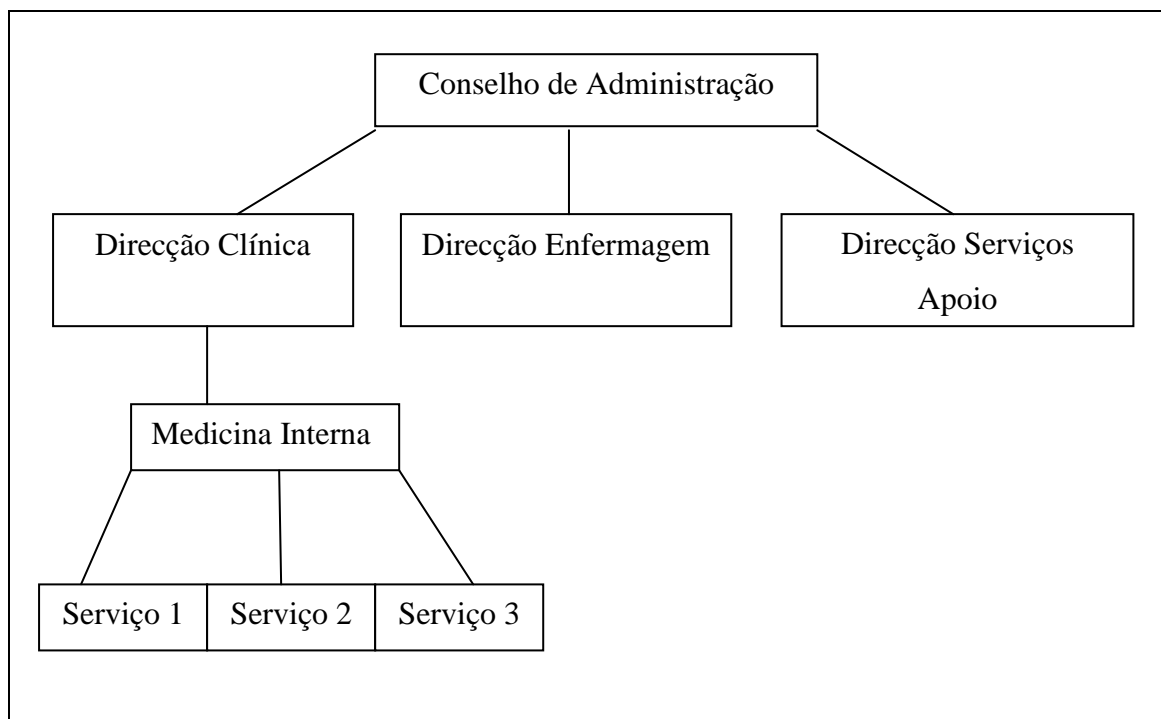 Conselho de Administração
Direcção Clínica
Direcção Enfermagem
Direcção Serviços
Apoio
Medicina Interna
Serviço 1
Serviço 2
Serviço 3